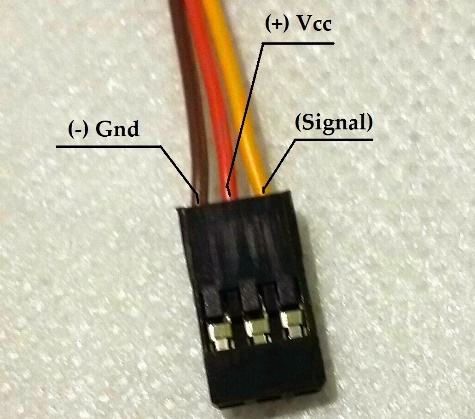 (+) Vcc
(-) Gnd
(Signal)